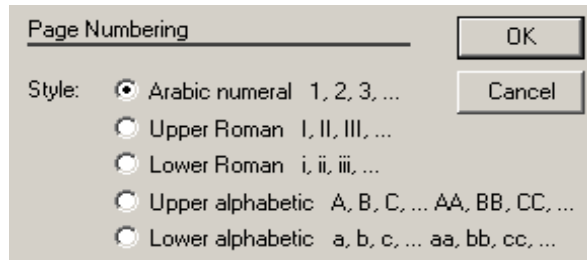 Page Numbering
OK
Style:
Arabic numeral 1, 2, 3, ...
Cancel
Upper Roman I, II, III, ...
Lower Roman i, ii, iii, ...
Upper alphabetic A, B, C, ... AA, BB, CC, ...
Lower alphabetic a, b, c, ... aa, bb, cc, ...